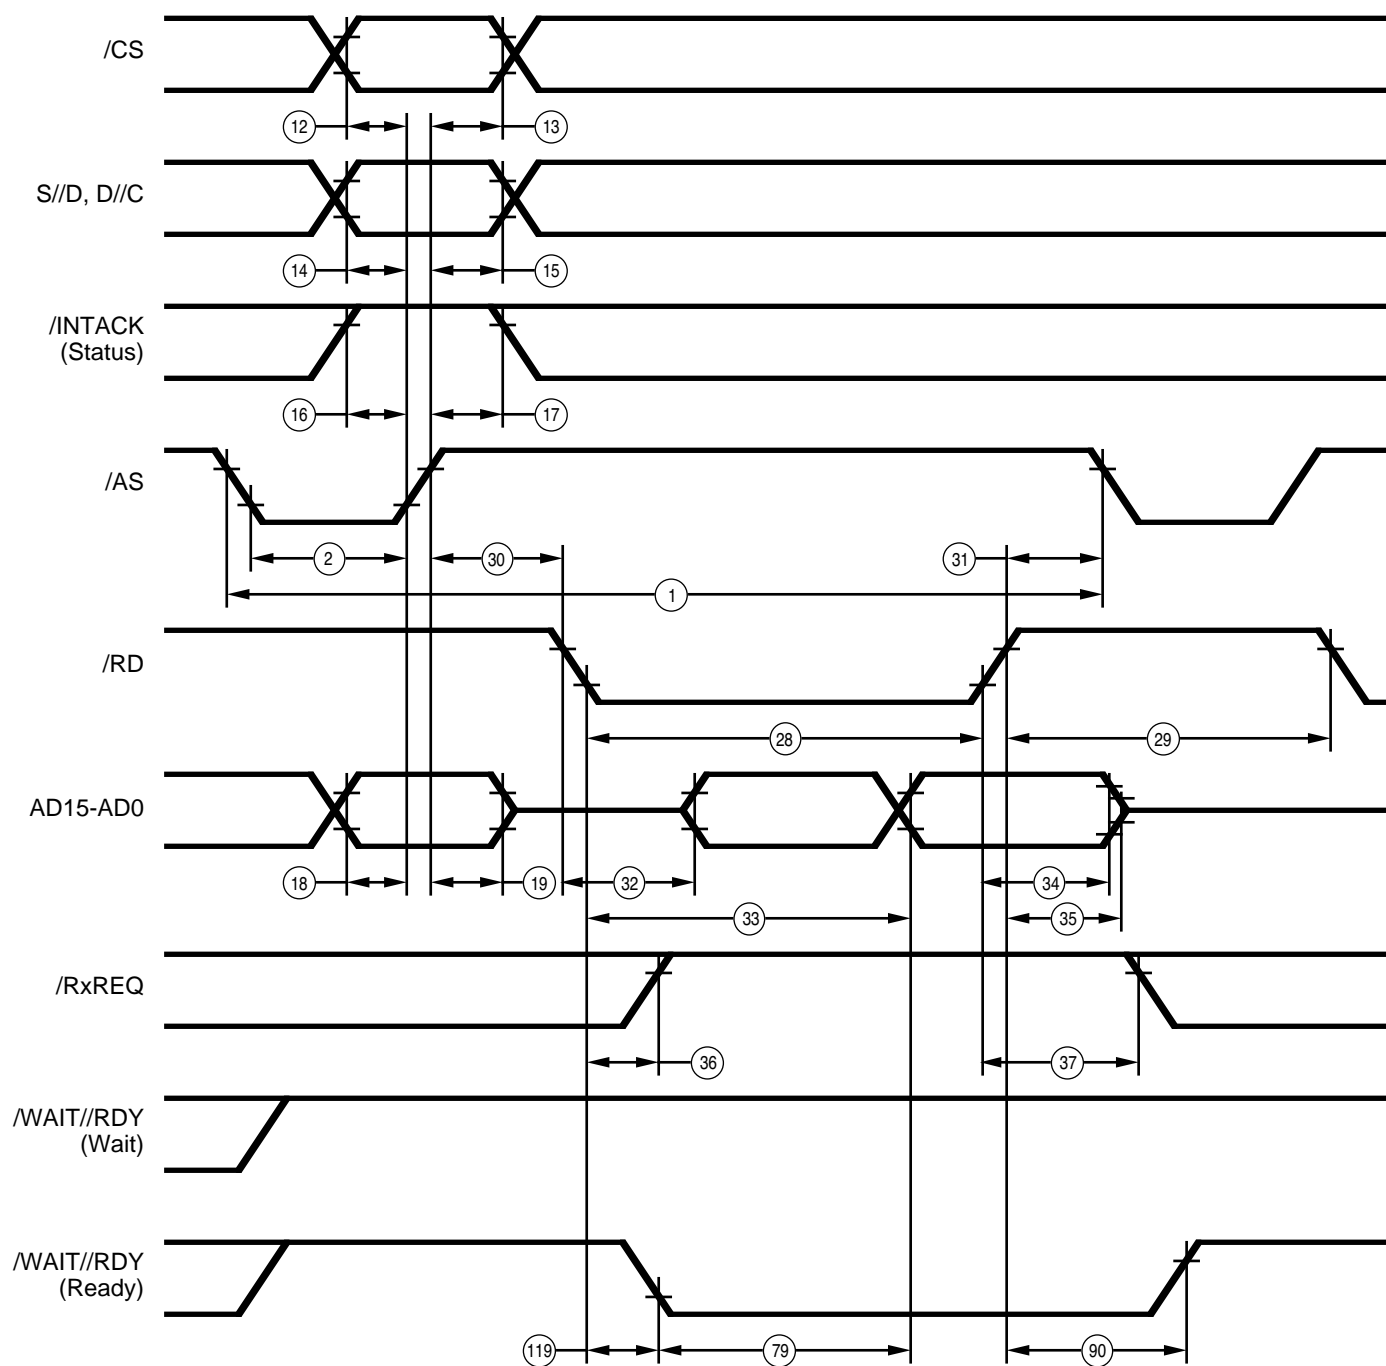 /CS
12
13
S//D, D//C
14
15
/INTACK
(Status)
16
17
/AS
2
30
31
1
/RD
28
29
AD15-AD0
18
19
32
34
33
35
/RxREQ
36
37
/WAIT//RDY
(Wait)
/WAIT//RDY
(Ready)
119
79
90